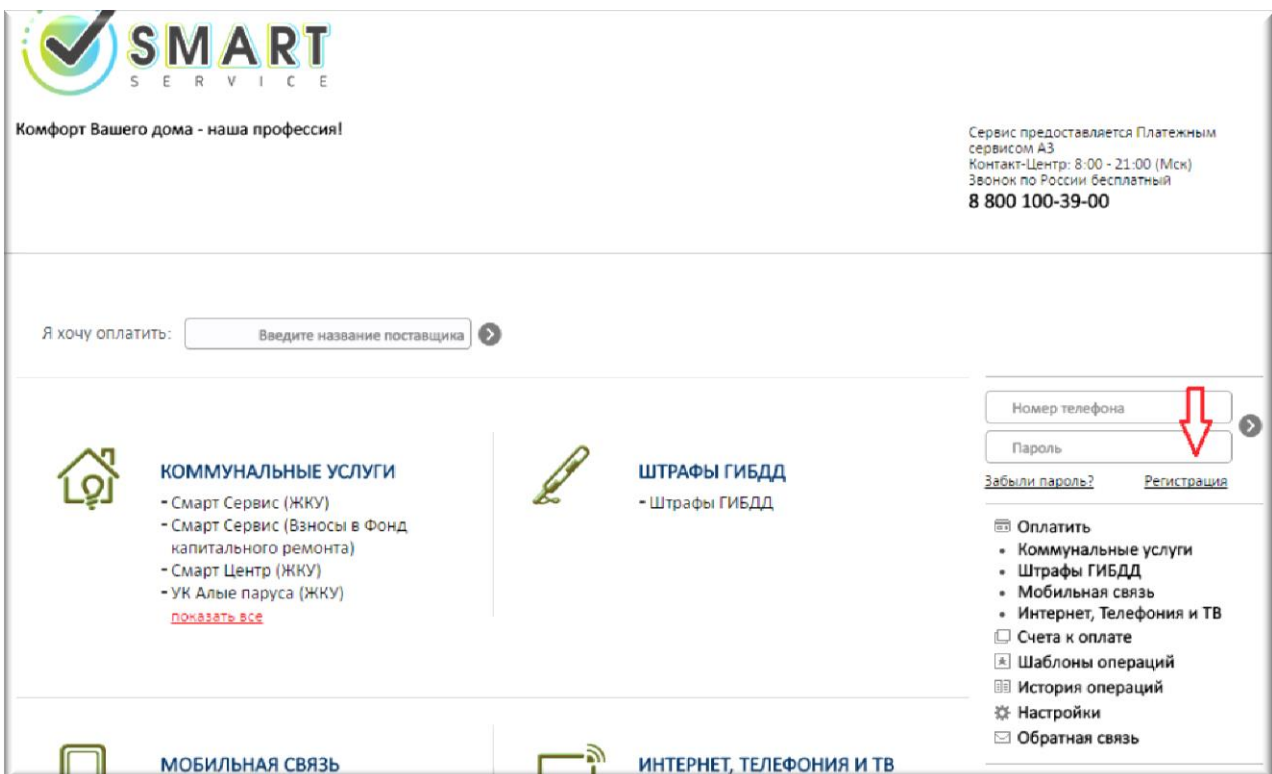 SMART
SERVICE
Комфорт Вашего дома - наша профессия!
Сервис предоставляется Платежным
сервисом А3
Контакт-Центр: 8:00 - 21:00 (Мск)
Звонок по России бесплатный
8 800 100-39-00
Я хочу оплатить:
Введите название поставщика
КОММУНАЛЬНЫЕ УСЛУГИ
- Смарт Сервис (ЖКУ)
- Смарт Сервис (Взносы в Фонд
капитального ремонта)
- Смарт Центр (ЖКУ)
- УК Алые паруса (ЖКУ)
показать все
ШТРАФЫ ГИБДД
- Штрафы ГИБДД
МОБИЛЬНАЯ СВЯЗЬ
ИНТЕРНЕТ, ТЕЛЕФОНИЯ И ТВ
Номер телефона
Пароль
Забыли пароль? Регистрация
Оплатить
• Коммунальные услуги
• Штрафы ГИБДД
• Мобильная связь
• Интернет, Телефония и ТВ
Счета к оплате
Шаблоны операций
История операций
Настройки
Обратная связь